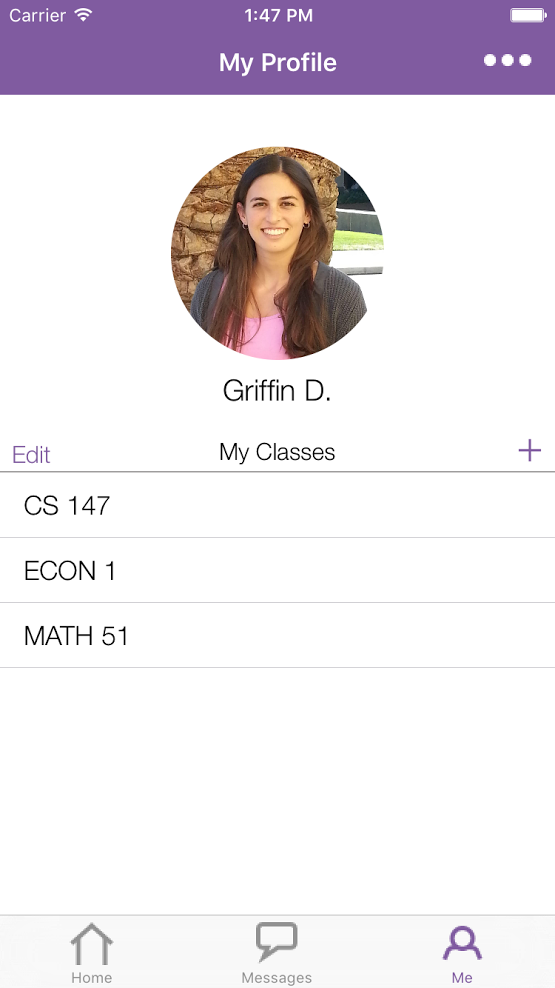 Carrier 1:47 PM
My Profile
Griffin D.
Edit My Classes +
CS 147
ECON 1
MATH 51
Home Messages Me